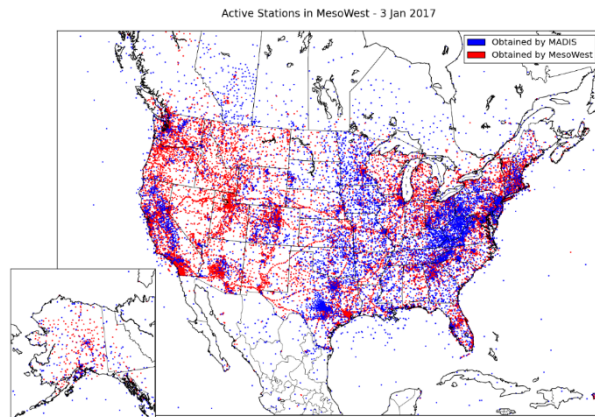 Active Stations in MesoWest - 3 Jan 2017
Obtained by MADIS
Obtained by MesoWest